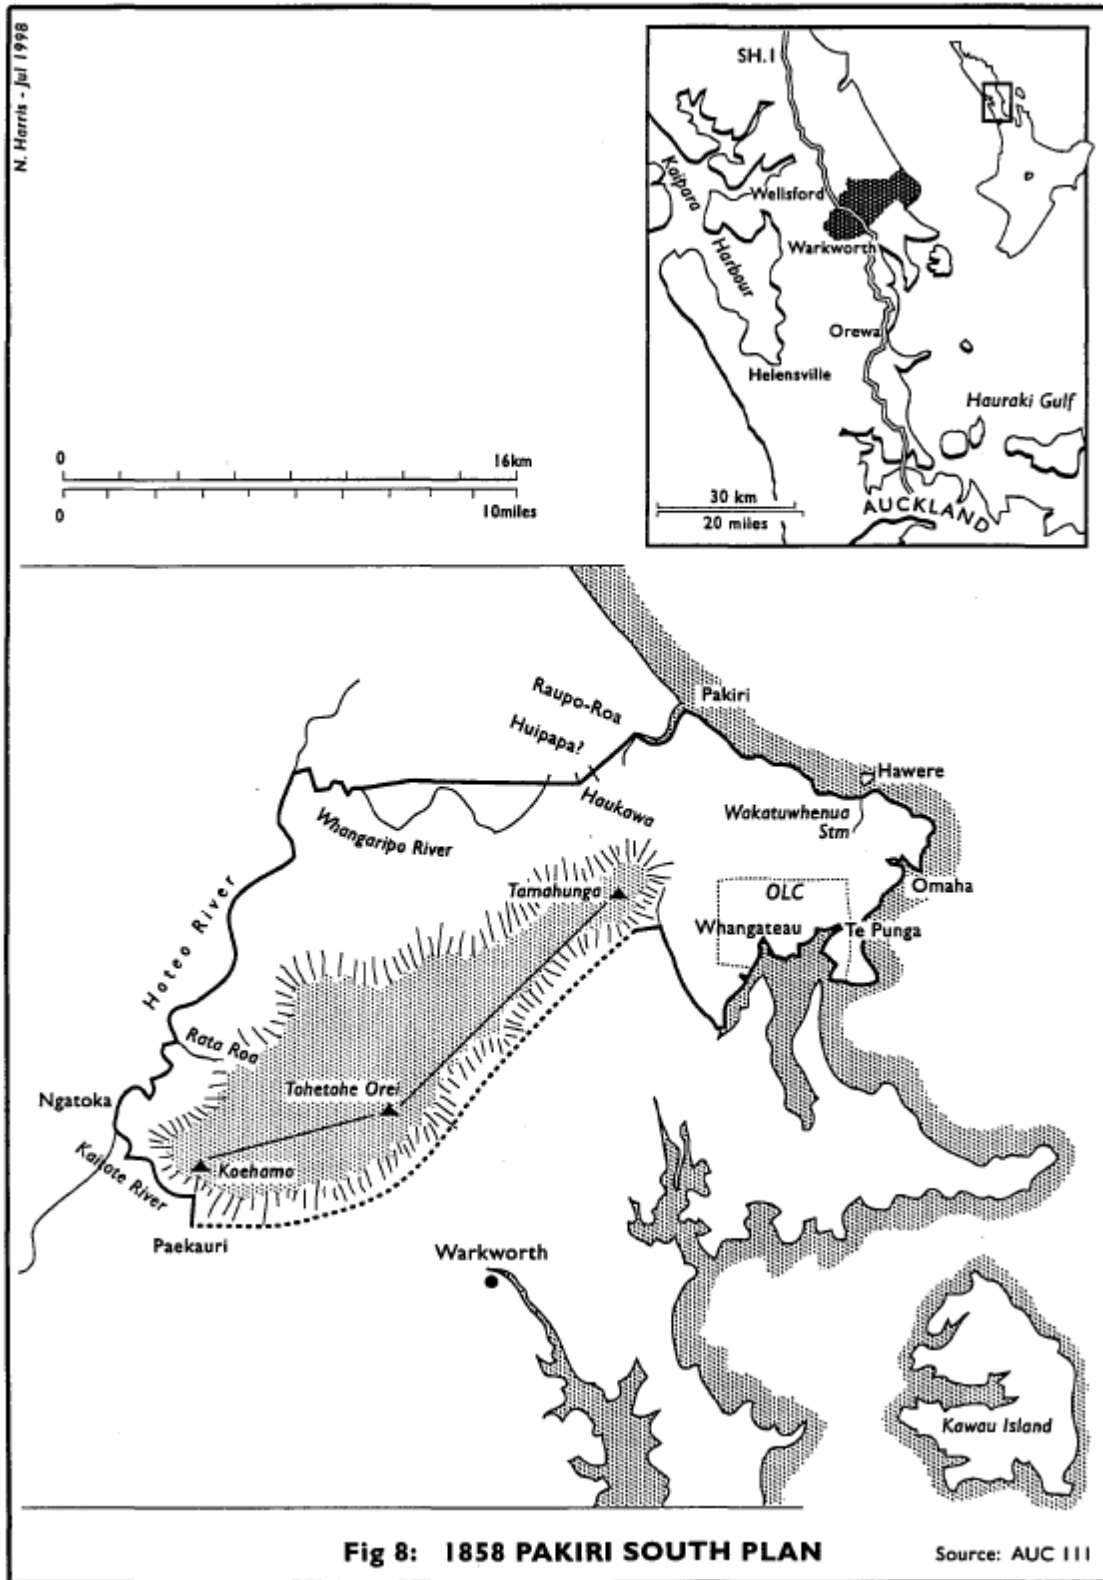 N. Harris - Jul 1998
SH.1
Kaipara
Harbour
Wellsford
Warkworth
Orewa
Helensville
Hauraki Gulf
30 km
20 miles
AUCKLAND
0
16km
0
10miles
Raupo-Roa
Pakiri
Huipapa?
Haukawa
Hawere
Wakatuwhenua
Stm
Whangaripo River
Omaha
Tamahunga
OLC
Whangateau
Te Punga
Hoteo River
Rata Roa
Tohetohe Orei
Ngatoka
Koehamo
Kaitote River
Paekauri
Warkworth
Kawau Island
Fig 8: 1858 PAKIRI SOUTH PLAN
Source: AUC 111